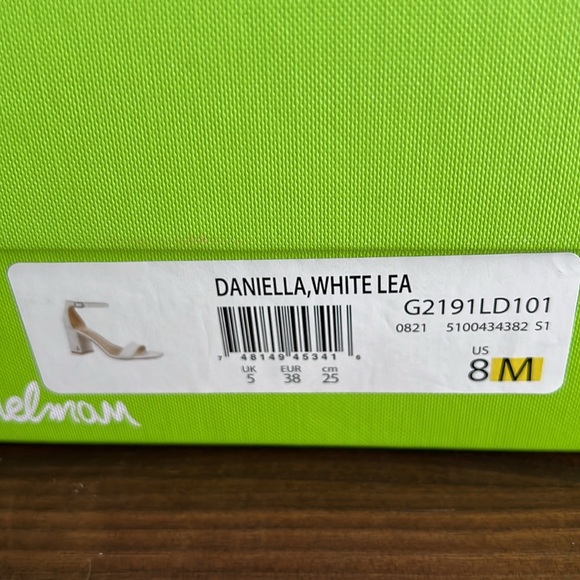 DANIELLA,WHITE LEA
G2191LD101
0821 5100434382 S1
7 48149 45341 6
UK EUR cm
5 38 25
US
8 M
elman